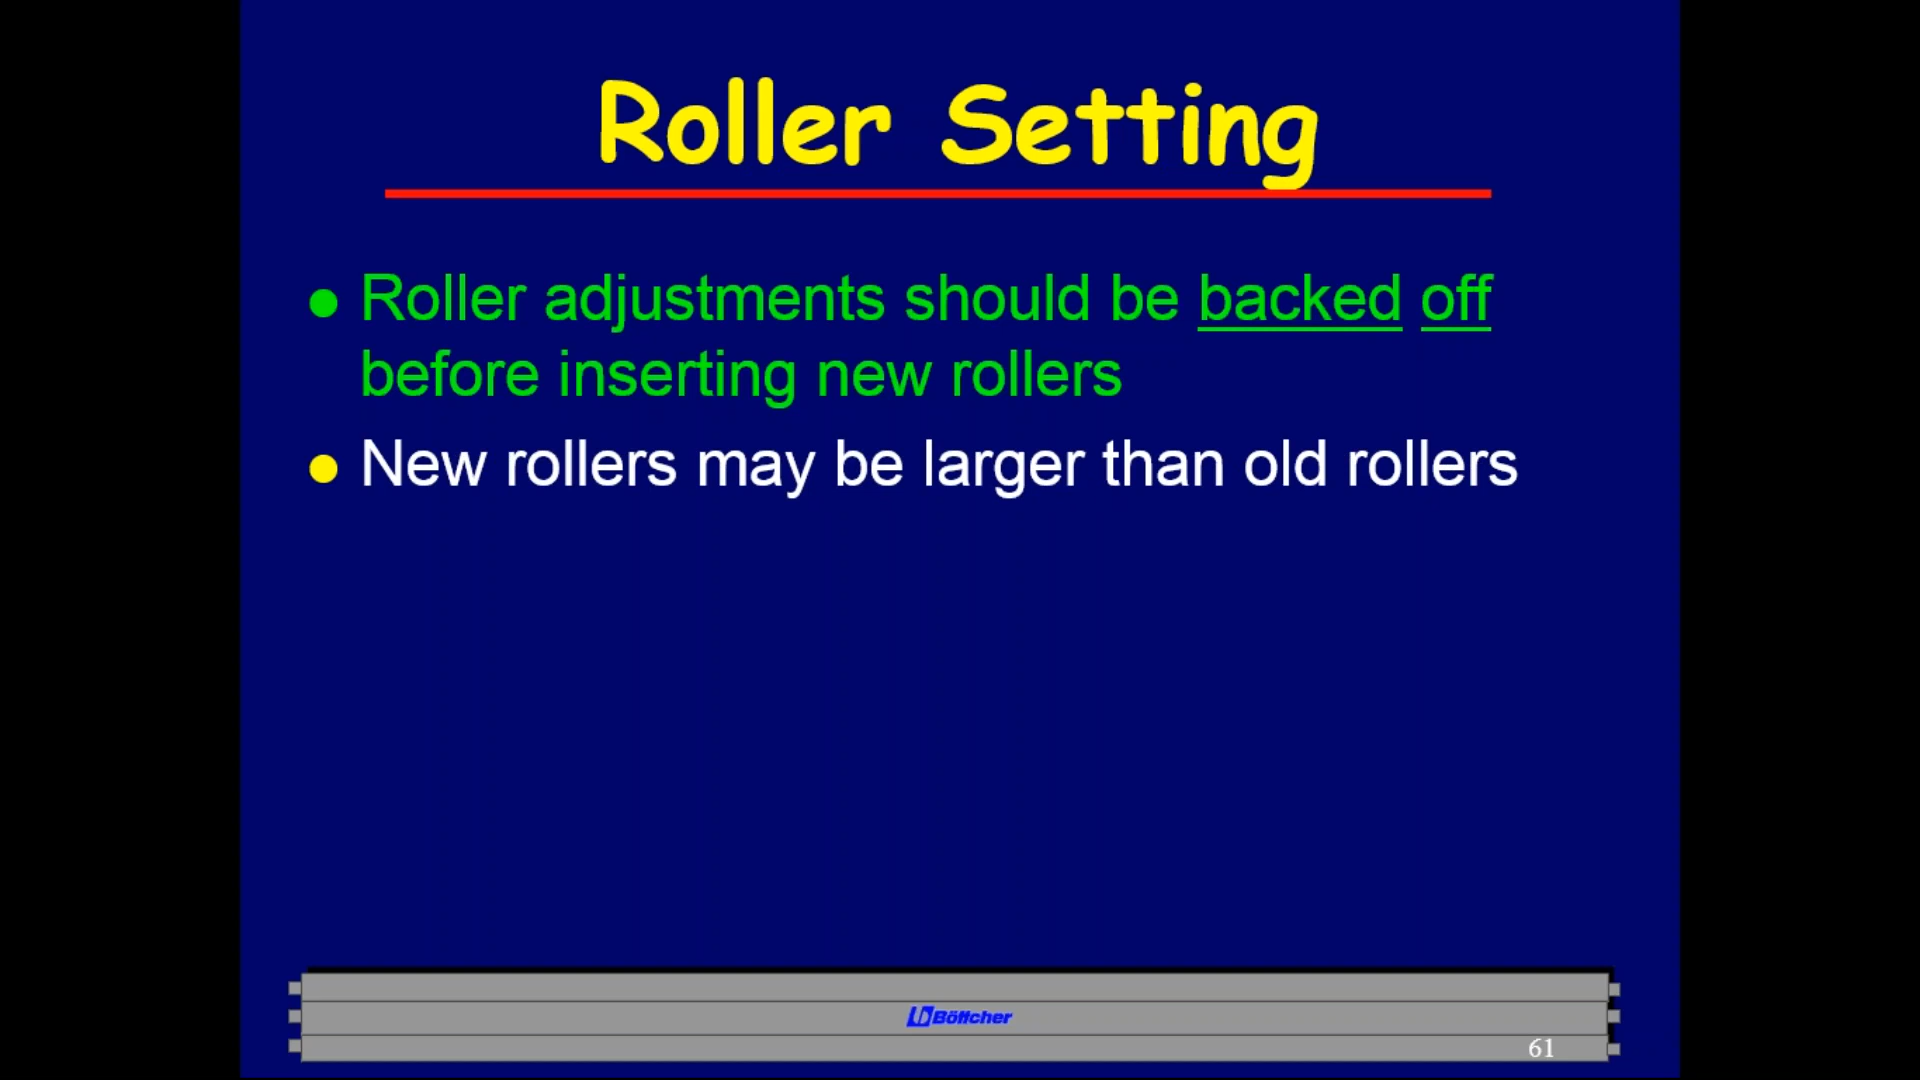 Roller Setting
Roller adjustments should be backed off
before inserting new rollers
New rollers may be larger than old rollers
Böttcher
61